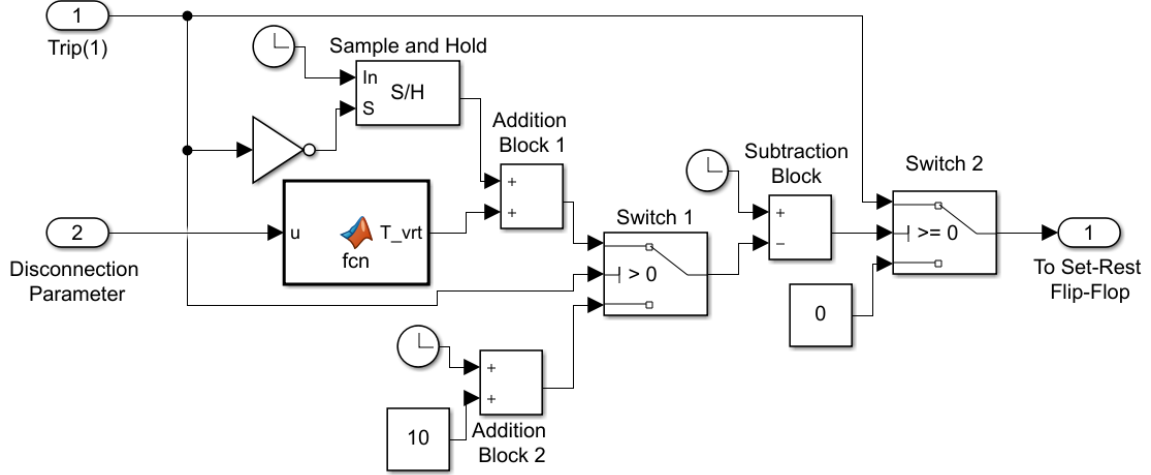 1
Trip(1)
Sample and Hold
In
S/H
S
Addition
Block 1
+
+
2
Disconnection
Parameter
u
T_vrt
fcn
Switch 1
> 0
Subtraction
Block
+
−
Switch 2
>= 0
1
To Set-Rest
Flip-Flop
0
+
+
10
Addition
Block 2